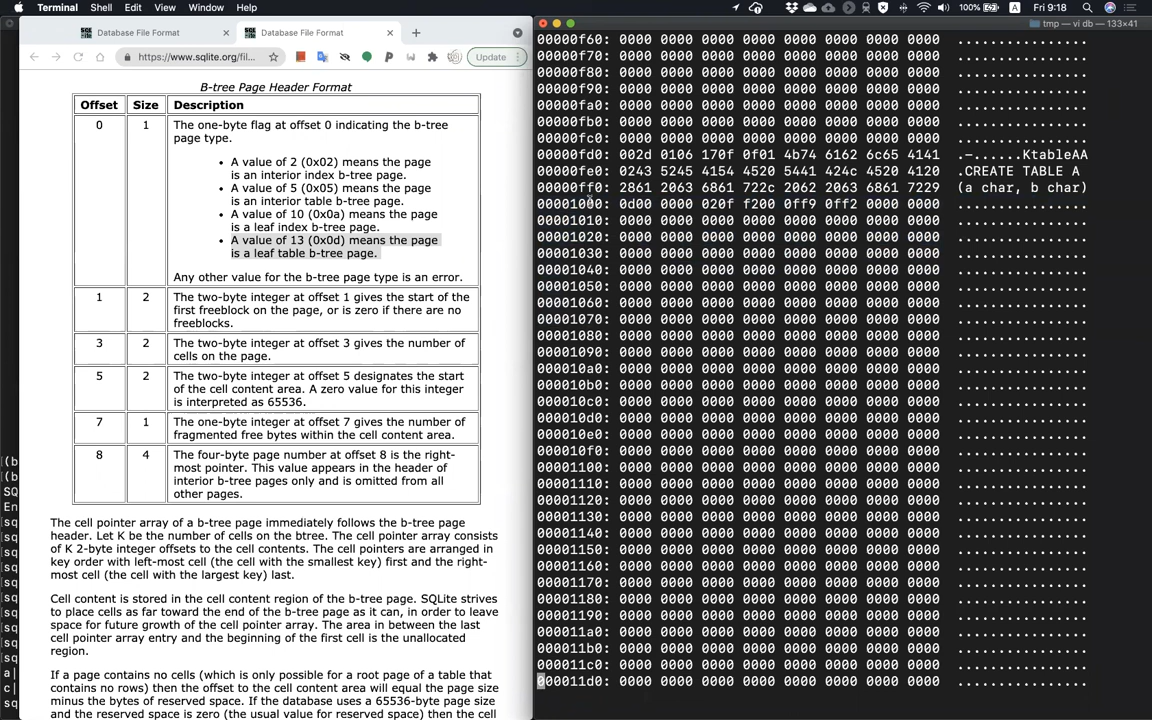 Terminal Shell Edit View Window Help
100% A Fri 9:18
Database File Format
Database File Format
tmp — vi db — 133×41
https://www.sqlite.org/fil...
Update
B-tree Page Header Format
Offset Size Description
0 1 The one-byte flag at offset 0 indicating the b-tree
page type.
• A value of 2 (0x02) means the page
is an interior index b-tree page.
• A value of 5 (0x05) means the page
is an interior table b-tree page.
• A value of 10 (0x0a) means the page
is a leaf index b-tree page.
• A value of 13 (0x0d) means the page
is a leaf table b-tree page.
Any other value for the b-tree page type is an error.
1 2 The two-byte integer at offset 1 gives the start of the
first freeblock on the page, or is zero if there are no
freeblocks.
3 2 The two-byte integer at offset 3 gives the number of
cells on the page.
5 2 The two-byte integer at offset 5 designates the start
of the cell content area. A zero value for this integer
is interpreted as 65536.
7 1 The one-byte integer at offset 7 gives the number of
fragmented free bytes within the cell content area.
8 4 The four-byte page number at offset 8 is the right-
most pointer. This value appears in the header of
interior b-tree pages only and is omitted from all
other pages.
The cell pointer array of a b-tree page immediately follows the b-tree page
header. Let K be the number of cells on the btree. The cell pointer array consists
of K 2-byte integer offsets to the cell contents. The cell pointers are arranged in
key order with left-most cell (the cell with the smallest key) first and the right-
most cell (the cell with the largest key) last.
Cell content is stored in the cell content region of the b-tree page. SQLite strives
to place cells as far toward the end of the b-tree page as it can, in order to leave
space for future growth of the cell pointer array. The area in between the last
cell pointer array entry and the beginning of the first cell is the unallocated
region.
If a page contains no cells (which is only possible for a root page of a table that
contains no rows) then the offset to the cell content area will equal the page size
minus the bytes of reserved space. If the database uses a 65536-byte page size
and the reserved space is zero (the usual value for reserved space) then the cell
(b
(b
SQ
En
sq
sq
sq
sq
sq
sq
sq
sq
sq
sq
sq
sq
a|
c|
sq
00000f60: 0000 0000 0000 0000 0000 0000 0000 0000 ................
00000f70: 0000 0000 0000 0000 0000 0000 0000 0000 ................
00000f80: 0000 0000 0000 0000 0000 0000 0000 0000 ................
00000f90: 0000 0000 0000 0000 0000 0000 0000 0000 ................
00000fa0: 0000 0000 0000 0000 0000 0000 0000 0000 ................
00000fb0: 0000 0000 0000 0000 0000 0000 0000 0000 ................
00000fc0: 0000 0000 0000 0000 0000 0000 0000 0000 ................
00000fd0: 002d 0106 170f 0f01 4b74 6162 6c65 4141 .-......KtableAA
00000fe0: 0243 5245 4154 4520 5441 424c 4520 4120 .CREATE TABLE A
00000ff0: 2861 2063 6861 722c 2062 2063 6861 7229 (a char, b char)
00001000: 0d00 0000 020f f200 0ff9 0ff2 0000 0000 ................
00001010: 0000 0000 0000 0000 0000 0000 0000 0000 ................
00001020: 0000 0000 0000 0000 0000 0000 0000 0000 ................
00001030: 0000 0000 0000 0000 0000 0000 0000 0000 ................
00001040: 0000 0000 0000 0000 0000 0000 0000 0000 ................
00001050: 0000 0000 0000 0000 0000 0000 0000 0000 ................
00001060: 0000 0000 0000 0000 0000 0000 0000 0000 ................
00001070: 0000 0000 0000 0000 0000 0000 0000 0000 ................
00001080: 0000 0000 0000 0000 0000 0000 0000 0000 ................
00001090: 0000 0000 0000 0000 0000 0000 0000 0000 ................
000010a0: 0000 0000 0000 0000 0000 0000 0000 0000 ................
000010b0: 0000 0000 0000 0000 0000 0000 0000 0000 ................
000010c0: 0000 0000 0000 0000 0000 0000 0000 0000 ................
000010d0: 0000 0000 0000 0000 0000 0000 0000 0000 ................
000010e0: 0000 0000 0000 0000 0000 0000 0000 0000 ................
000010f0: 0000 0000 0000 0000 0000 0000 0000 0000 ................
00001100: 0000 0000 0000 0000 0000 0000 0000 0000 ................
00001110: 0000 0000 0000 0000 0000 0000 0000 0000 ................
00001120: 0000 0000 0000 0000 0000 0000 0000 0000 ................
00001130: 0000 0000 0000 0000 0000 0000 0000 0000 ................
00001140: 0000 0000 0000 0000 0000 0000 0000 0000 ................
00001150: 0000 0000 0000 0000 0000 0000 0000 0000 ................
00001160: 0000 0000 0000 0000 0000 0000 0000 0000 ................
00001170: 0000 0000 0000 0000 0000 0000 0000 0000 ................
00001180: 0000 0000 0000 0000 0000 0000 0000 0000 ................
00001190: 0000 0000 0000 0000 0000 0000 0000 0000 ................
000011a0: 0000 0000 0000 0000 0000 0000 0000 0000 ................
000011b0: 0000 0000 0000 0000 0000 0000 0000 0000 ................
000011c0: 0000 0000 0000 0000 0000 0000 0000 0000 ................
000011d0: 0000 0000 0000 0000 0000 0000 0000 0000 ................